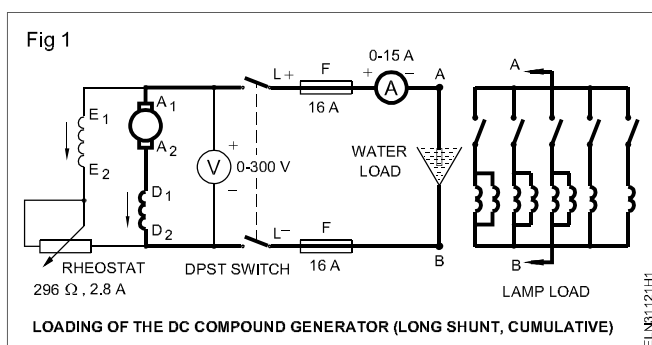 Fig 1
0-15 A
L +
F
+
–
A
A
16 A
A
E1
A1
E2
A2
+
V
0-300 V
–
WATER
LOAD
D1
D2
L–
F
B
B
RHEOSTAT
296 Ω , 2.8 A
DPST SWITCH
16 A
LAMP LOAD
LOADING OF THE DC COMPOUND GENERATOR (LONG SHUNT, CUMULATIVE)
ELN31121H1